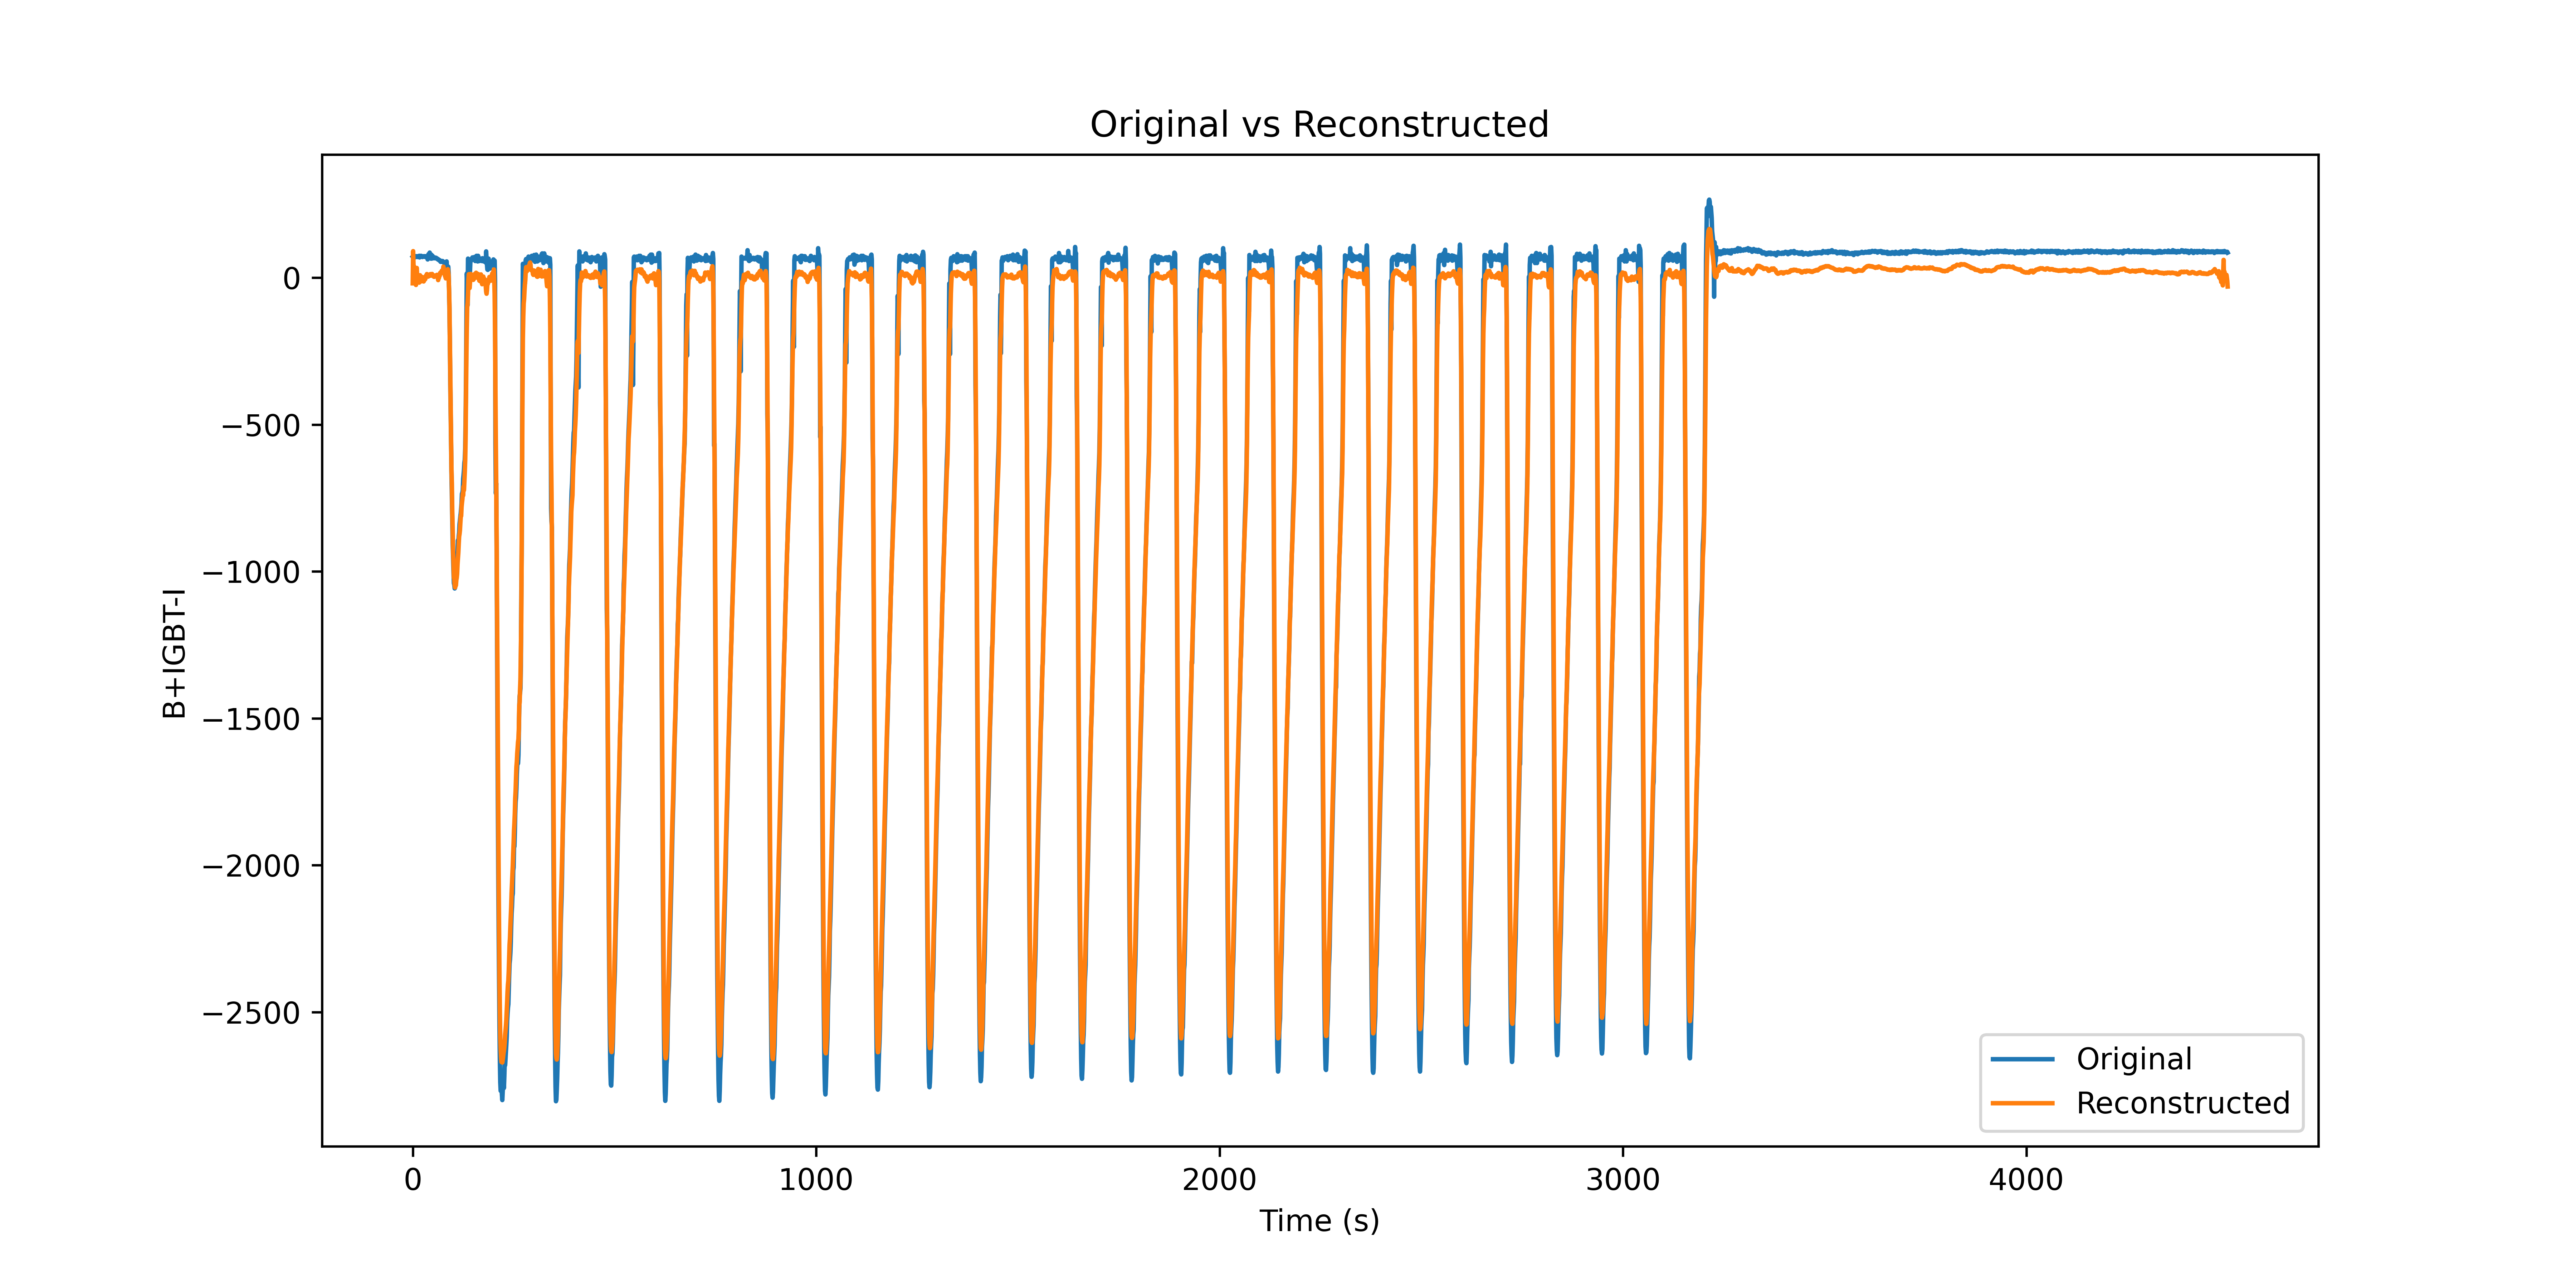 Original vs Reconstructed
B+IGBT-I
0
−500
−1000
−1500
−2000
−2500
0 1000 2000 3000 4000
Time (s)
Original
Reconstructed